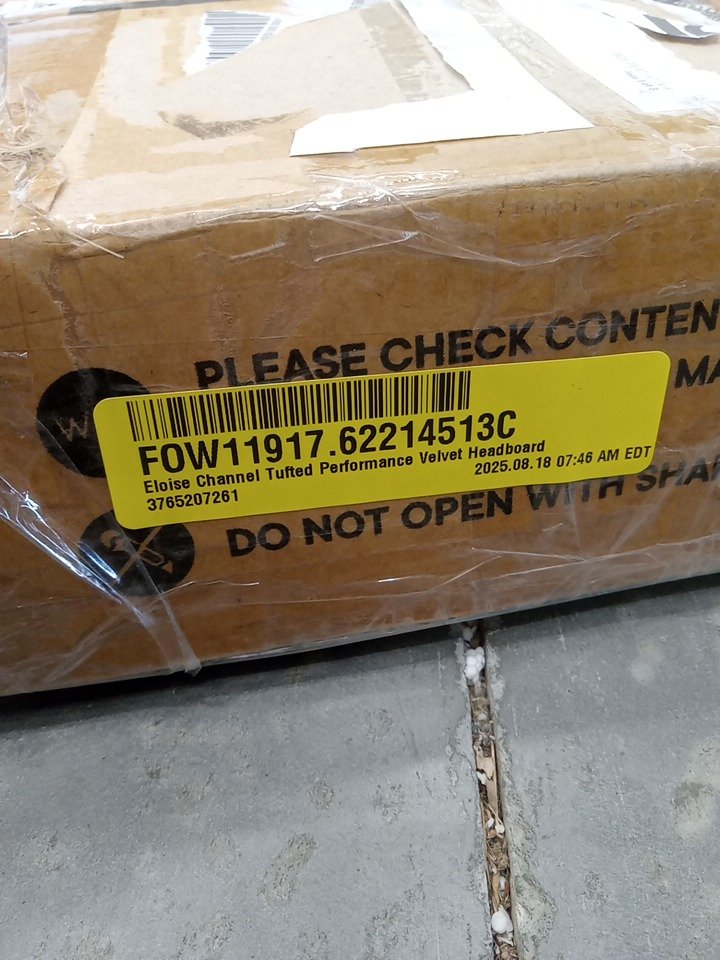 PLEASE CHECK CONTEN
MA
W
FOW11917.62214513C
Eloise Channel Tufted Performance Velvet Headboard
2025.08.18 07:46 AM EDT
3765207261
DO NOT OPEN WITH SHA